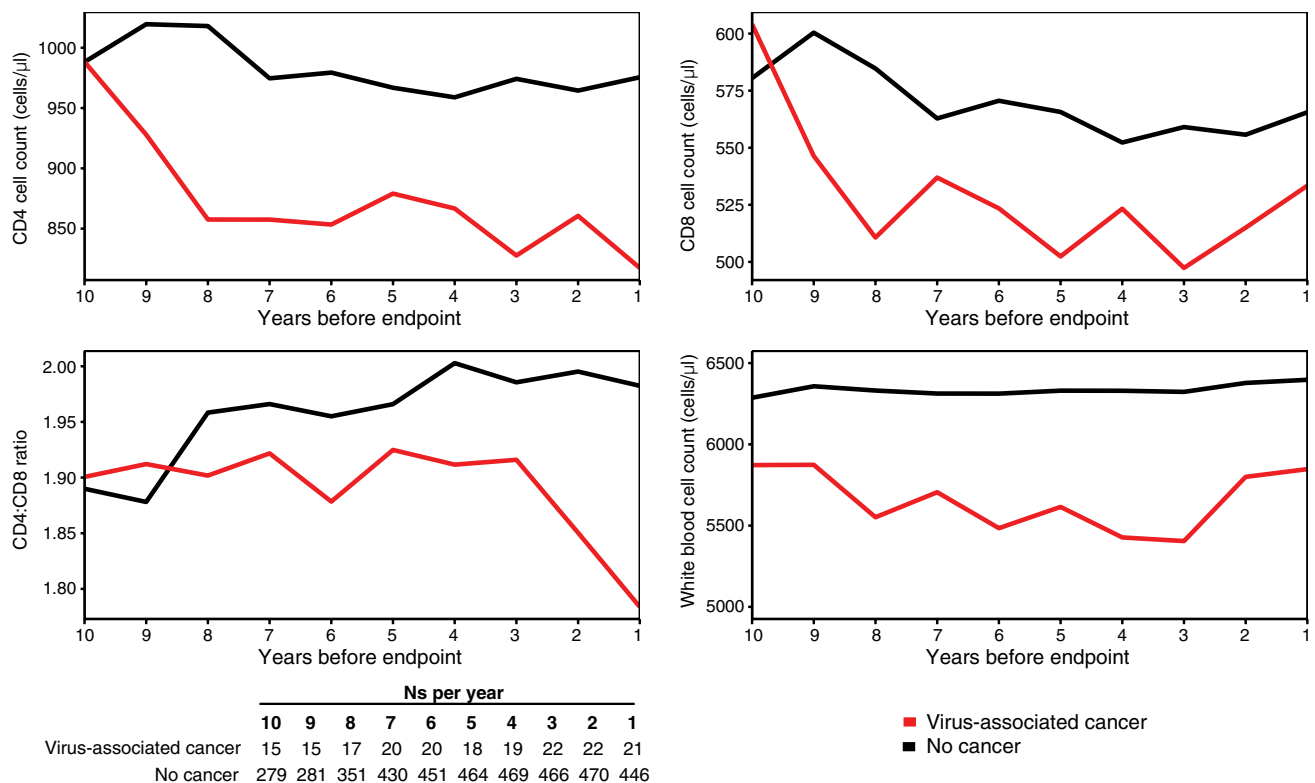 CD4 cell count (cells/µl)
1000
950
900
850
10 9 8 7 6 5 4 3 2 1
Years before endpoint
CD8 cell count (cells/µl)
600
575
550
525
500
10 9 8 7 6 5 4 3 2 1
Years before endpoint
CD4:CD8 ratio
2.00
1.95
1.90
1.85
1.80
10 9 8 7 6 5 4 3 2 1
Years before endpoint
White blood cell count (cells/µl)
6500
6000
5500
5000
10 9 8 7 6 5 4 3 2 1
Years before endpoint
Ns per year
10 9 8 7 6 5 4 3 2 1
Virus-associated cancer 15 15 17 20 20 18 19 22 22 21
No cancer 279 281 351 430 451 464 469 466 470 446
Virus-associated cancer
No cancer